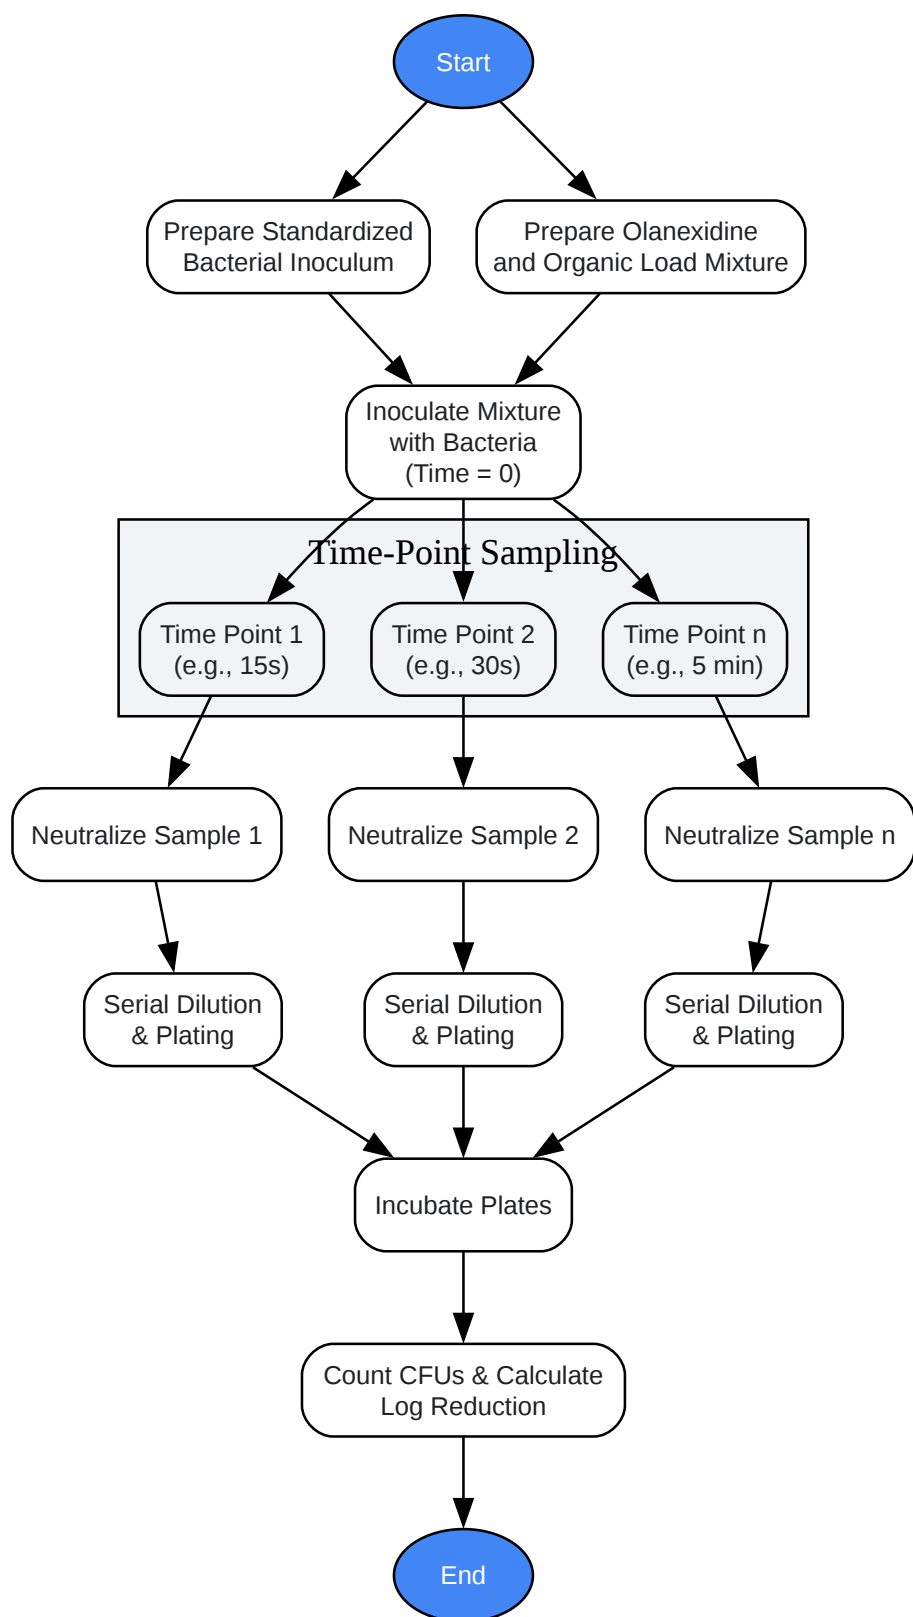 Start
Prepare Standardized
Bacterial Inoculum
Prepare Olanexidine
and Organic Load Mixture
Inoculate Mixture
with Bacteria
(Time = 0)
Time-Point Sampling
Time Point 1
(e.g., 15s)
Time Point 2
(e.g., 30s)
Time Point n
(e.g., 5 min)
Neutralize Sample 1
Neutralize Sample 2
Neutralize Sample n
Serial Dilution
& Plating
Serial Dilution
& Plating
Serial Dilution
& Plating
Incubate Plates
Count CFUs & Calculate
Log Reduction
End